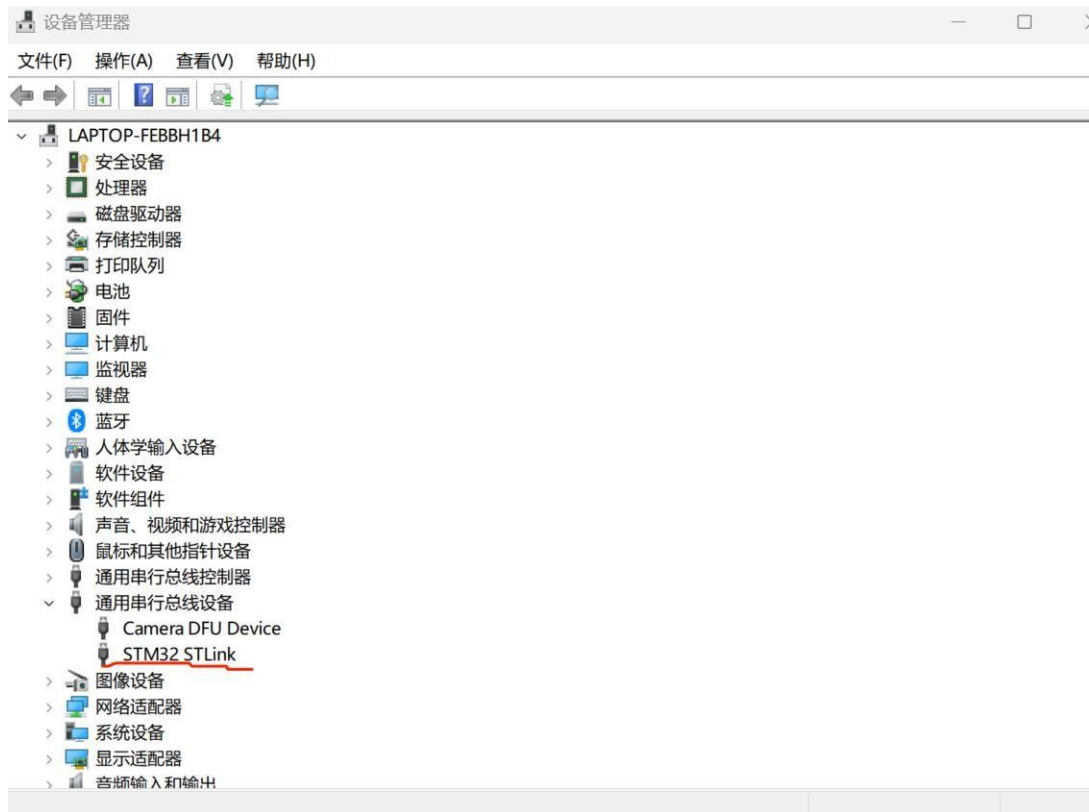 设备管理器
文件(F) 操作(A) 查看(V) 帮助(H)
LAPTOP-FEBBH1B4
安全设备
处理器
磁盘驱动器
存储控制器
打印队列
电池
固件
计算机
监视器
键盘
蓝牙
人体学输入设备
软件设备
软件组件
声音、视频和游戏控制器
鼠标和其他指针设备
通用串行总线控制器
通用串行总线设备
Camera DFU Device
STM32 STLink
图像设备
网络适配器
系统设备
显示适配器
音频输入和输出